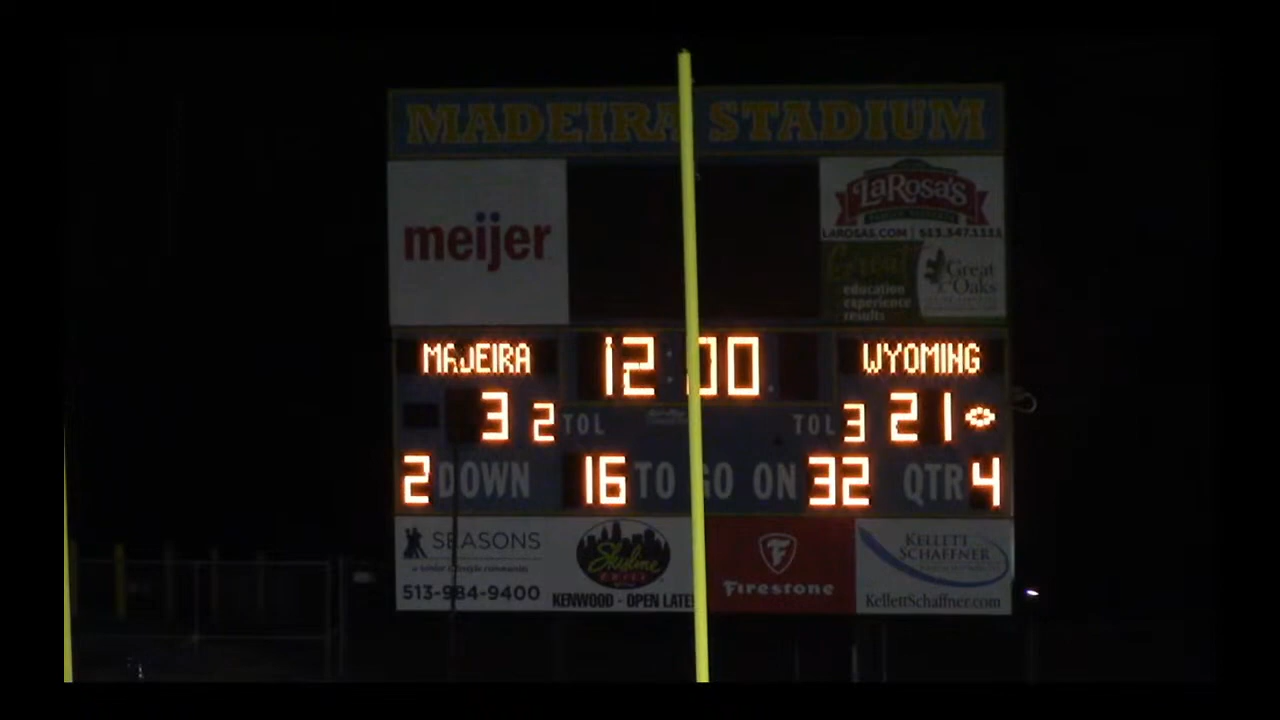 MADEIRA STADIUM
meijer
LaRosa's
LAROSAS.COM | 513.347.1111
Great
education
experience
results
Great Oaks
MADEIRA 12:00 WYOMING
3 2 TOL TOL 3 21
2 DOWN 16 TO GO ON 32 QTR 4
SEASONS
513-984-9400
Skyline
CHILI
KENWOOD - OPEN LATE
Firestone
KELLETT
SCHAFFNER
KellettSchaffner.com